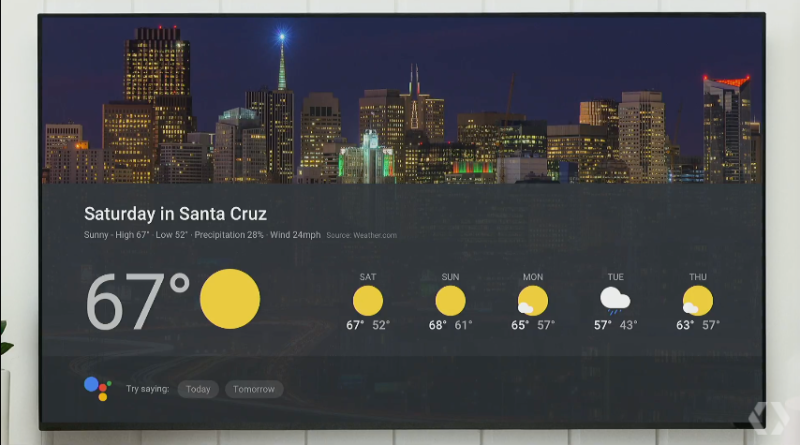 Saturday in Santa Cruz
Sunny - High 67° · Low 52° · Precipitation 28% · Wind 24mph Source: Weather.com
67°
SAT SUN MON TUE THU
67° 52° 68° 61° 65° 57° 57° 43° 63° 57°
Try saying: Today Tomorrow